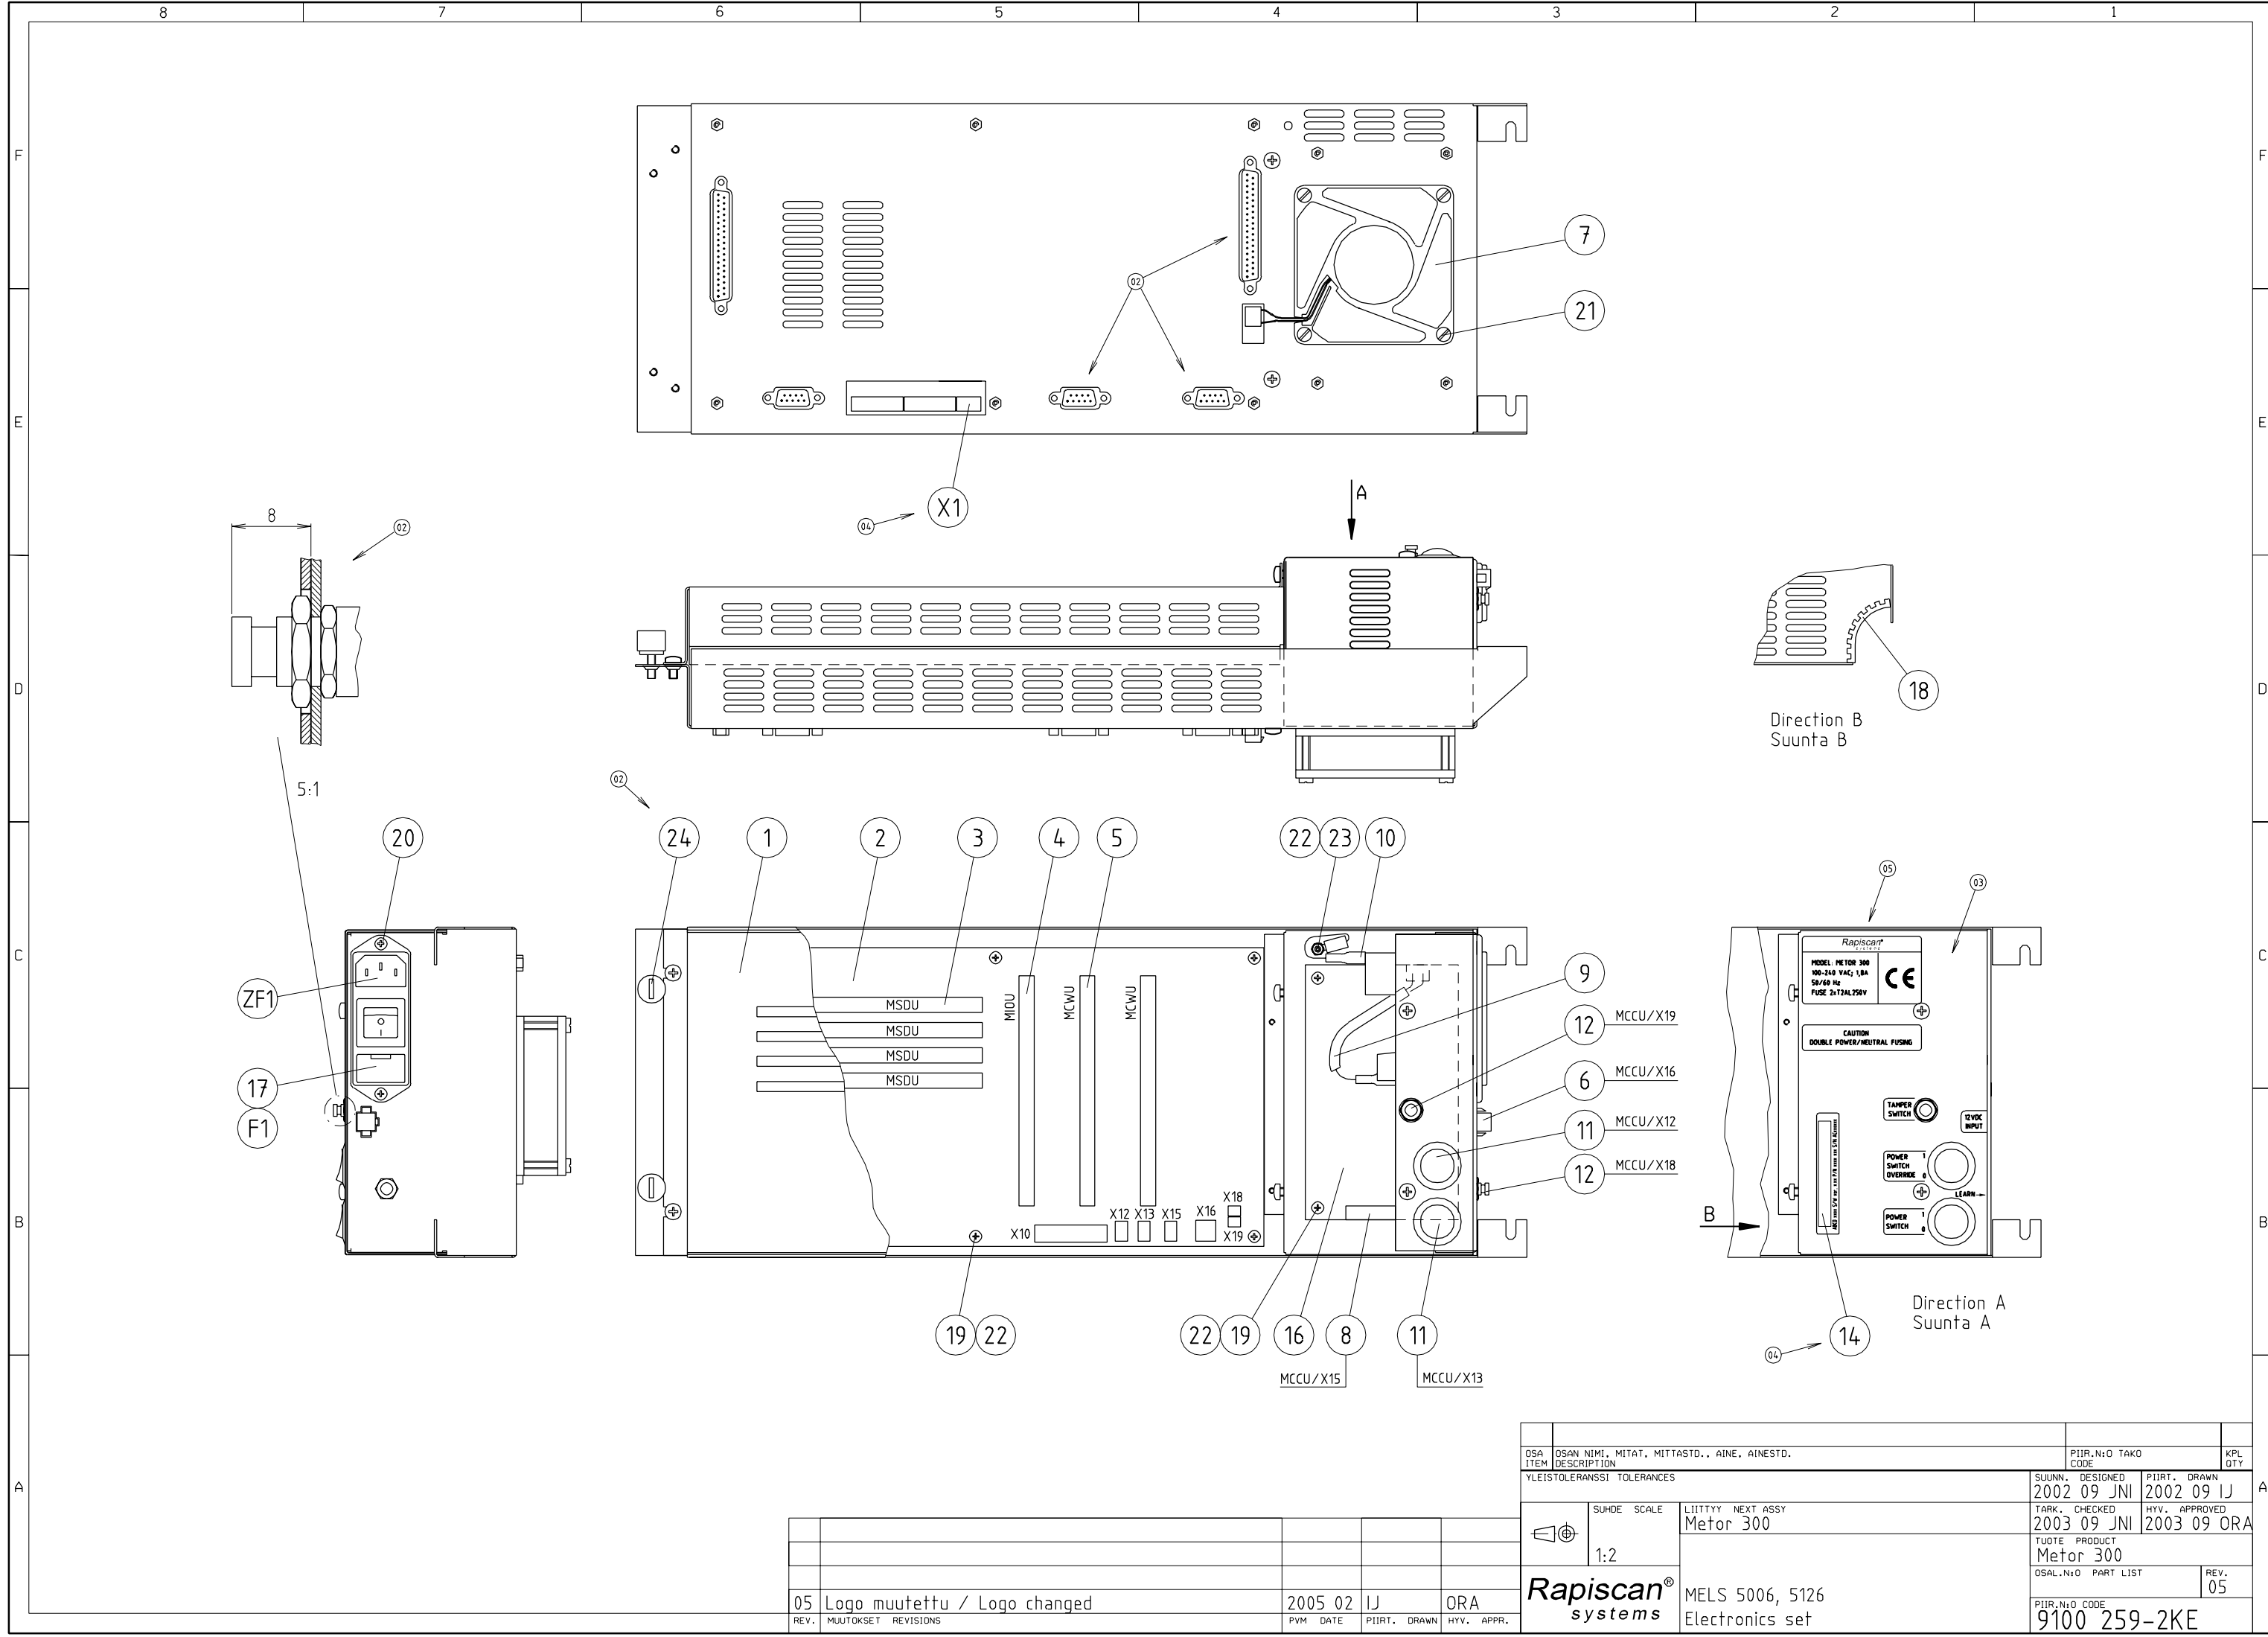 8 7 6 5 4 3 2 1
F
F
7
02
21
E
E
X1
04
A
8
02
D
D
18
Direction B
Suunta B
5:1
02
20
24
1
2
3
4
5
22 23 10
05
03
C
C
ZF1
17
F1
MSDU
MSDU
MSDU
MSDU
MIOU
MCWU
MCWU
9
12 MCCU/X19
6 MCCU/X16
11 MCCU/X12
12 MCCU/X18
Rapiscan®
systems
MODEL: METOR 300
100-240 VAC; 1,8A
50/60 Hz
FUSE 2xT2AL250V
CE
CAUTION
DOUBLE POWER/NEUTRAL FUSING
TAMPER
SWITCH
12VDC
INPUT
POWER
SWITCH
OVERRIDE
1
0
LEARN
POWER
SWITCH
1
0
B
B
B
X10
X12 X13 X15 X16
X18
X19
19 22
22 19 16 8 11
MCCU/X15
MCCU/X13
14
04
Direction A
Suunta A
A
A
OSA OSAN NIMI, MITAT, MITTASTD., AINE, AINESTD. PIIR.N:O TAKO KPL
ITEM DESCRIPTION CODE QTY
YLEISTOLERANSSI TOLERANCES
SUUNN. DESIGNED PIIRT. DRAWN
2002 09 JNI 2002 09 IJ
SUHDE SCALE
1:2
LIITTYY NEXT ASSY
Metor 300
TARK. CHECKED HYV. APPROVED
2003 09 JNI 2003 09 ORA
TUOTE PRODUCT
Metor 300
OSAL.N:O PART LIST REV.
05
Rapiscan®
systems
MELS 5006, 5126
Electronics set
PIIR.N:O CODE
9100 259-2KE
05 Logo muutettu / Logo changed 2005 02 IJ ORA
REV. MUUTOKSET REVISIONS PVM DATE PIIRT. DRAWN HYV. APPR.